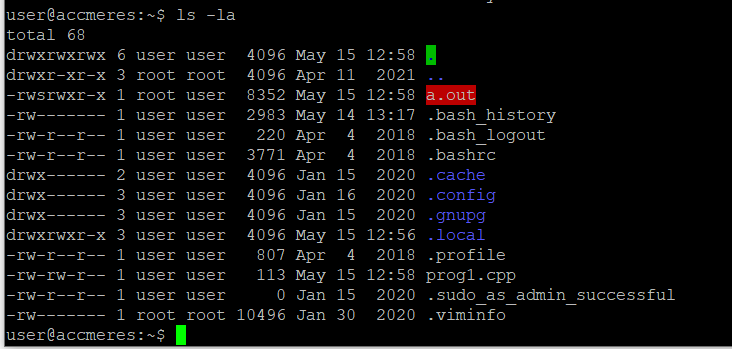 user@accmeres:~$ ls -la
total 68
drwxrwxrwx 6 user user  4096 May 15 12:58 .
drwxr-xr-x 3 root root  4096 Apr 11  2021 ..
-rwsrwxr-x 1 root user  8352 May 15 12:58 a.out
-rw------- 1 user user  2983 May 14 13:17 .bash_history
-rw-r--r-- 1 user user   220 Apr  4  2018 .bash_logout
-rw-r--r-- 1 user user  3771 Apr  4  2018 .bashrc
drwx------ 2 user user  4096 Jan 15  2020 .cache
drwx------ 3 user user  4096 Jan 16  2020 .config
drwx------ 3 user user  4096 Jan 15  2020 .gnupg
drwxrwxr-x 3 user user  4096 May 15 12:56 .local
-rw-r--r-- 1 user user   807 Apr  4  2018 .profile
-rw-rw-r-- 1 user user   113 May 15 12:58 prog1.cpp
-rw-r--r-- 1 user user     0 Jan 15  2020 .sudo_as_admin_successful
-rw------- 1 root root 10496 Jan 30  2020 .viminfo
user@accmeres:~$